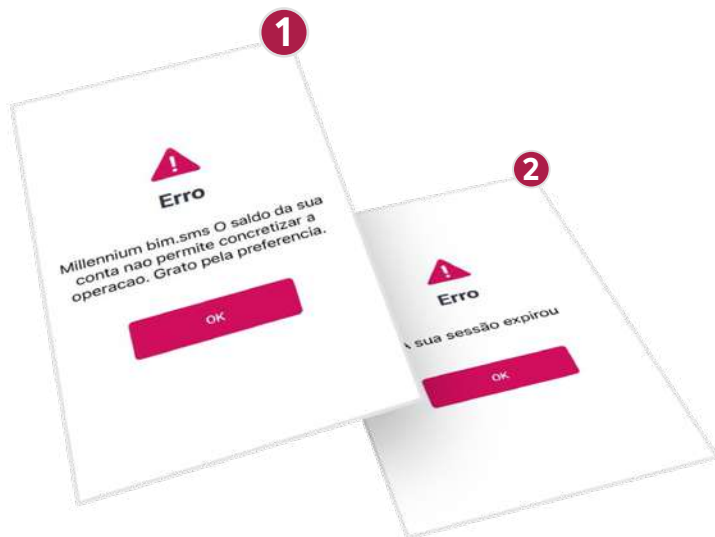 1
Erro
Millennium bim.sms O saldo da sua
conta nao permite concretizar a
operacao. Grato pela preferencia.
OK
2
Erro
A sua sessão expirou
OK